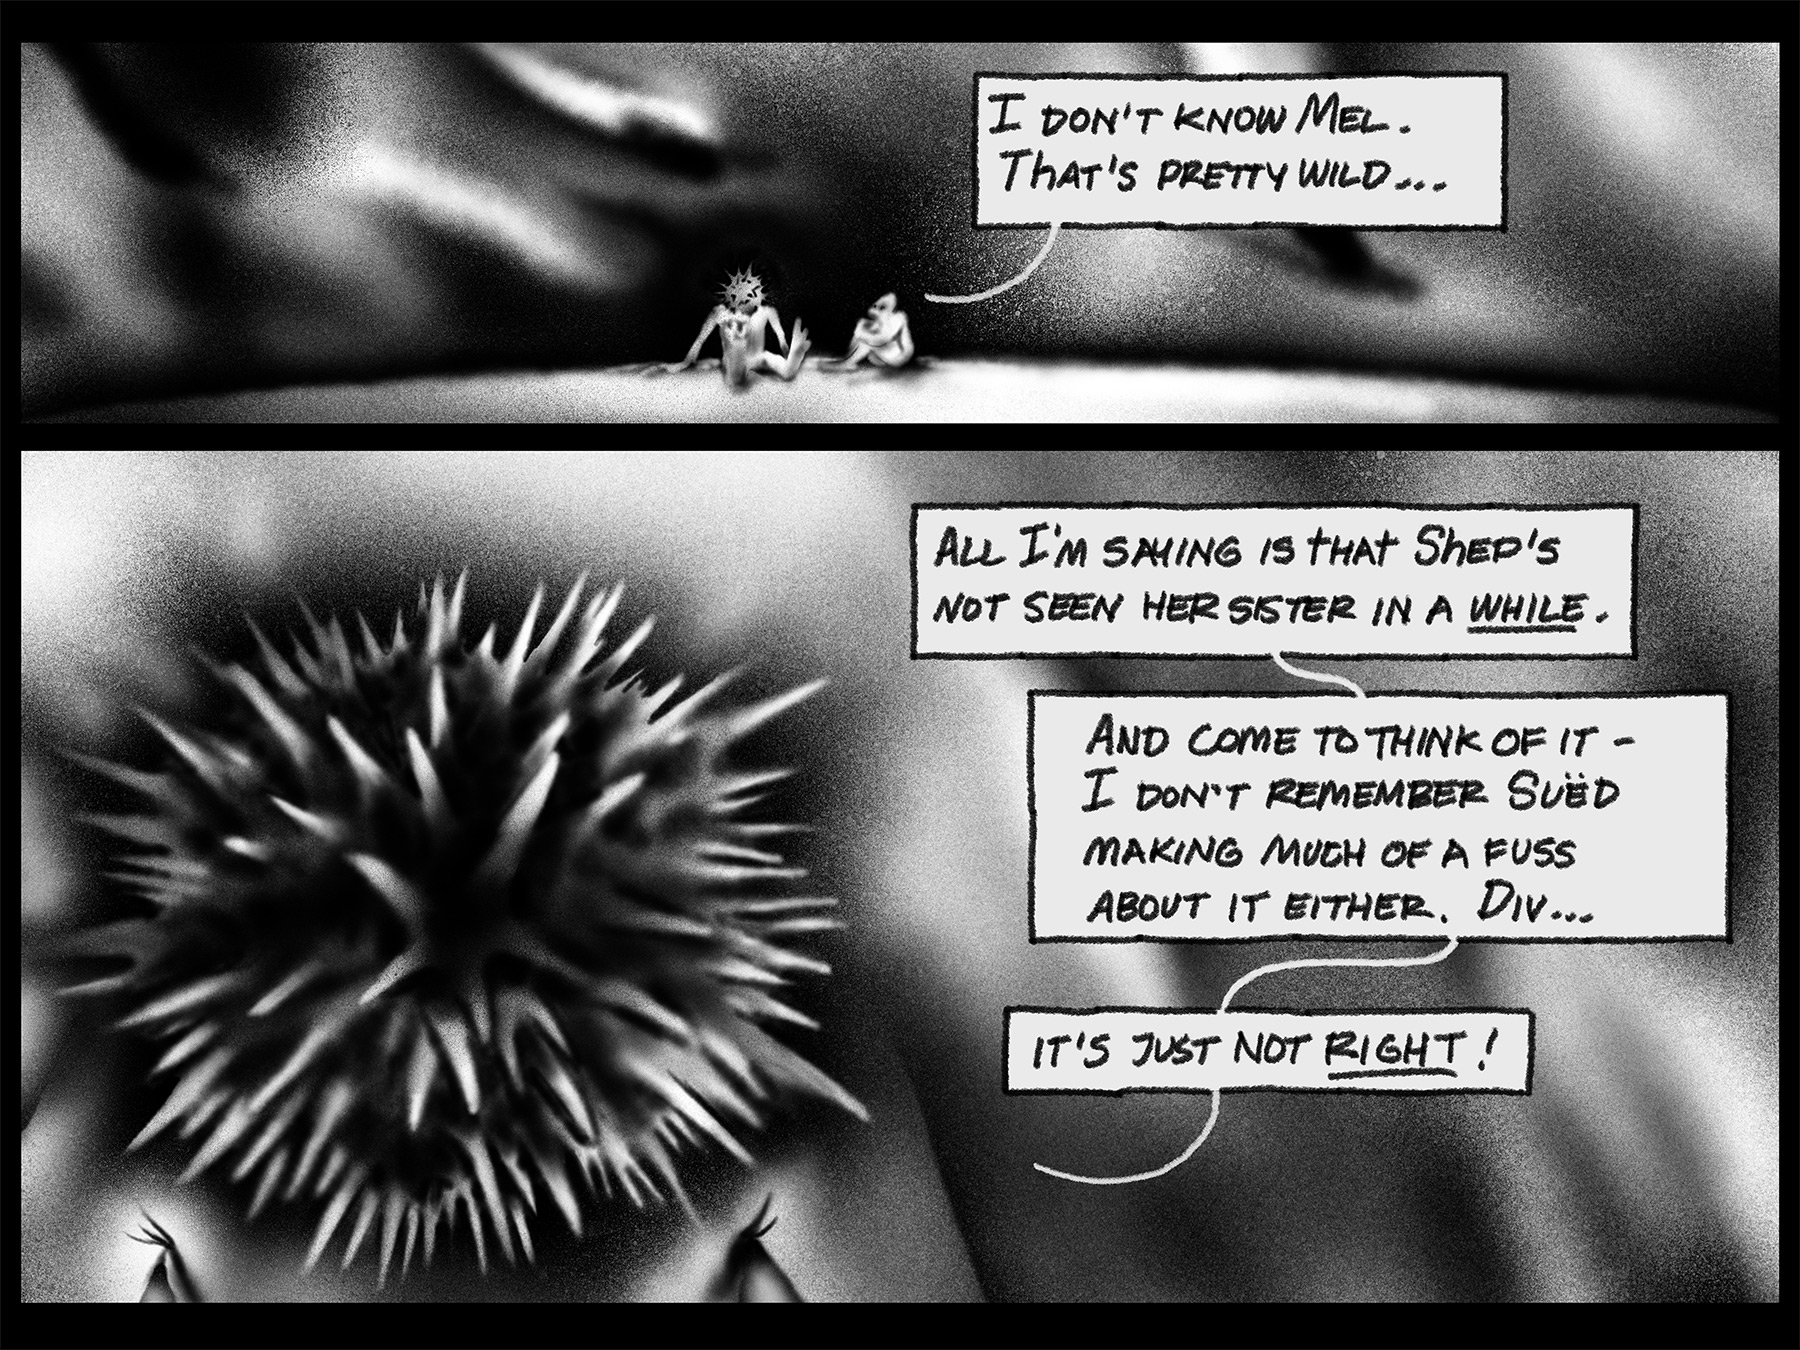 I DON'T KNOW MEL.
THAT'S PRETTY WILD...
ALL I'M SAYING IS THAT SHED'S
NOT SEEN HER SISTER IN A WHILE.
AND COME TO THINK OF IT -
I DON'T REMEMBER SUËD
MAKING MUCH OF A FUSS
ABOUT IT EITHER. DIV...
IT'S JUST NOT RIGHT!